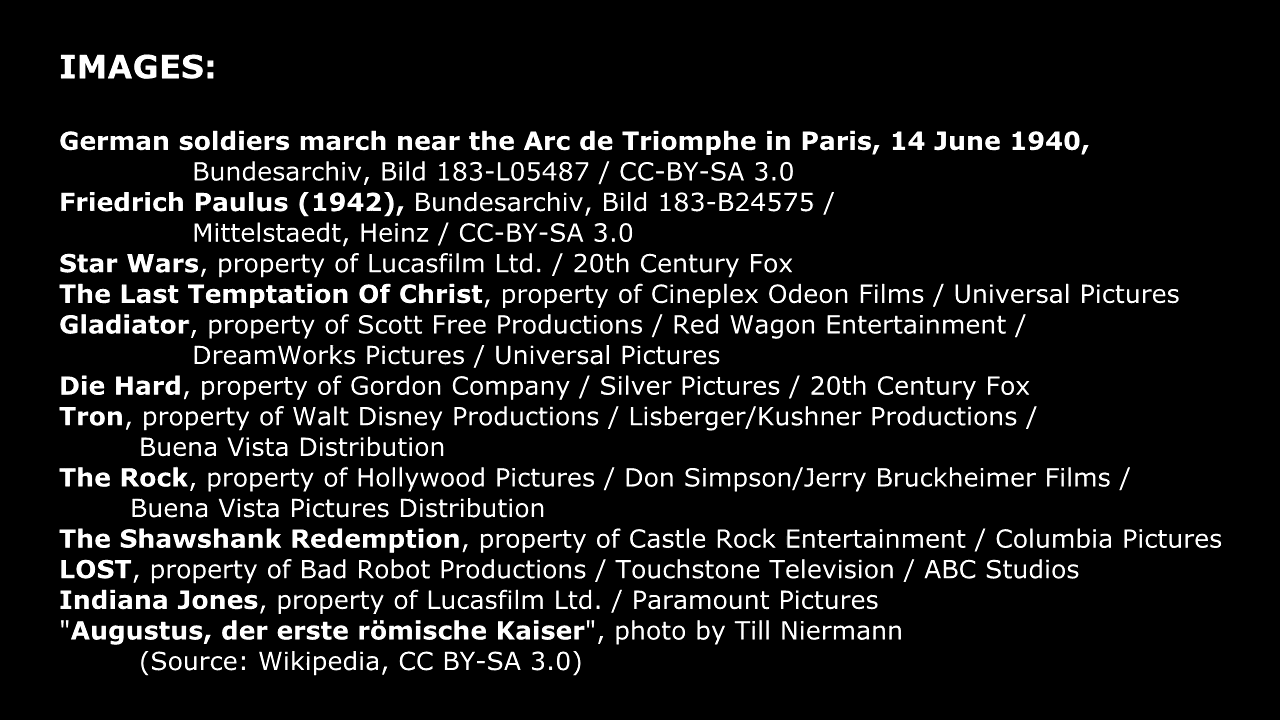 IMAGES:
German soldiers march near the Arc de Triomphe in Paris, 14 June 1940,
Bundesarchiv, Bild 183-L05487 / CC-BY-SA 3.0
Friedrich Paulus (1942), Bundesarchiv, Bild 183-B24575 /
Mittelstaedt, Heinz / CC-BY-SA 3.0
Star Wars, property of Lucasfilm Ltd. / 20th Century Fox
The Last Temptation Of Christ, property of Cineplex Odeon Films / Universal Pictures
Gladiator, property of Scott Free Productions / Red Wagon Entertainment /
DreamWorks Pictures / Universal Pictures
Die Hard, property of Gordon Company / Silver Pictures / 20th Century Fox
Tron, property of Walt Disney Productions / Lisberger/Kushner Productions /
Buena Vista Distribution
The Rock, property of Hollywood Pictures / Don Simpson/Jerry Bruckheimer Films /
Buena Vista Pictures Distribution
The Shawshank Redemption, property of Castle Rock Entertainment / Columbia Pictures
LOST, property of Bad Robot Productions / Touchstone Television / ABC Studios
Indiana Jones, property of Lucasfilm Ltd. / Paramount Pictures
"Augustus, der erste römische Kaiser", photo by Till Niermann
(Source: Wikipedia, CC BY-SA 3.0)